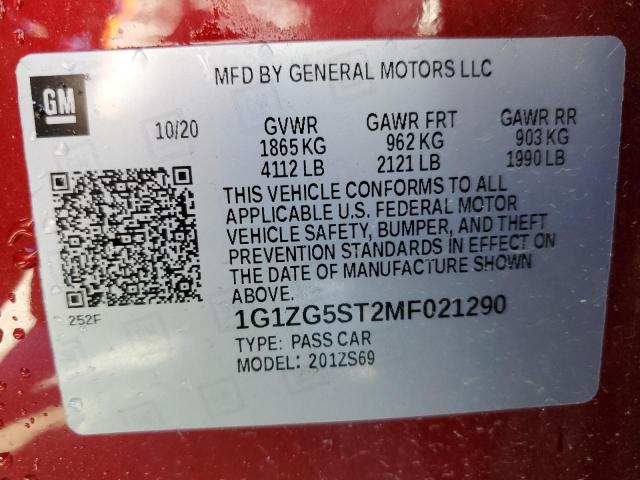 GM
MFD BY GENERAL MOTORS LLC
10/20
GVWR GAWR FRT GAWR RR
1865 KG 962 KG 903 KG
4112 LB 2121 LB 1990 LB
THIS VEHICLE CONFORMS TO ALL
APPLICABLE U.S. FEDERAL MOTOR
VEHICLE SAFETY, BUMPER, AND THEFT
PREVENTION STANDARDS IN EFFECT ON
THE DATE OF MANUFACTURE SHOWN
ABOVE.
252F
1G1ZG5ST2MF021290
TYPE: PASS CAR
MODEL: 201ZS69